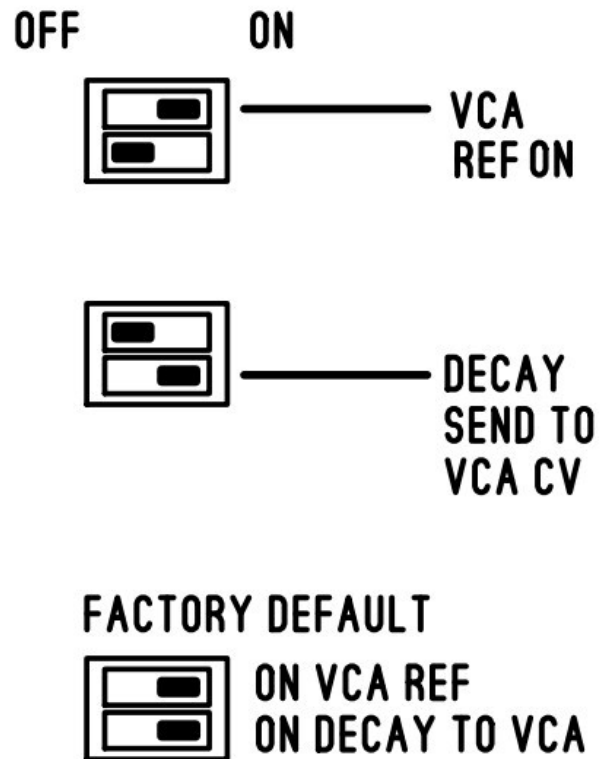 OFF ON
VCA
REF ON
DECAY
SEND TO
VCA CV
FACTORY DEFAULT
ON VCA REF
ON DECAY TO VCA